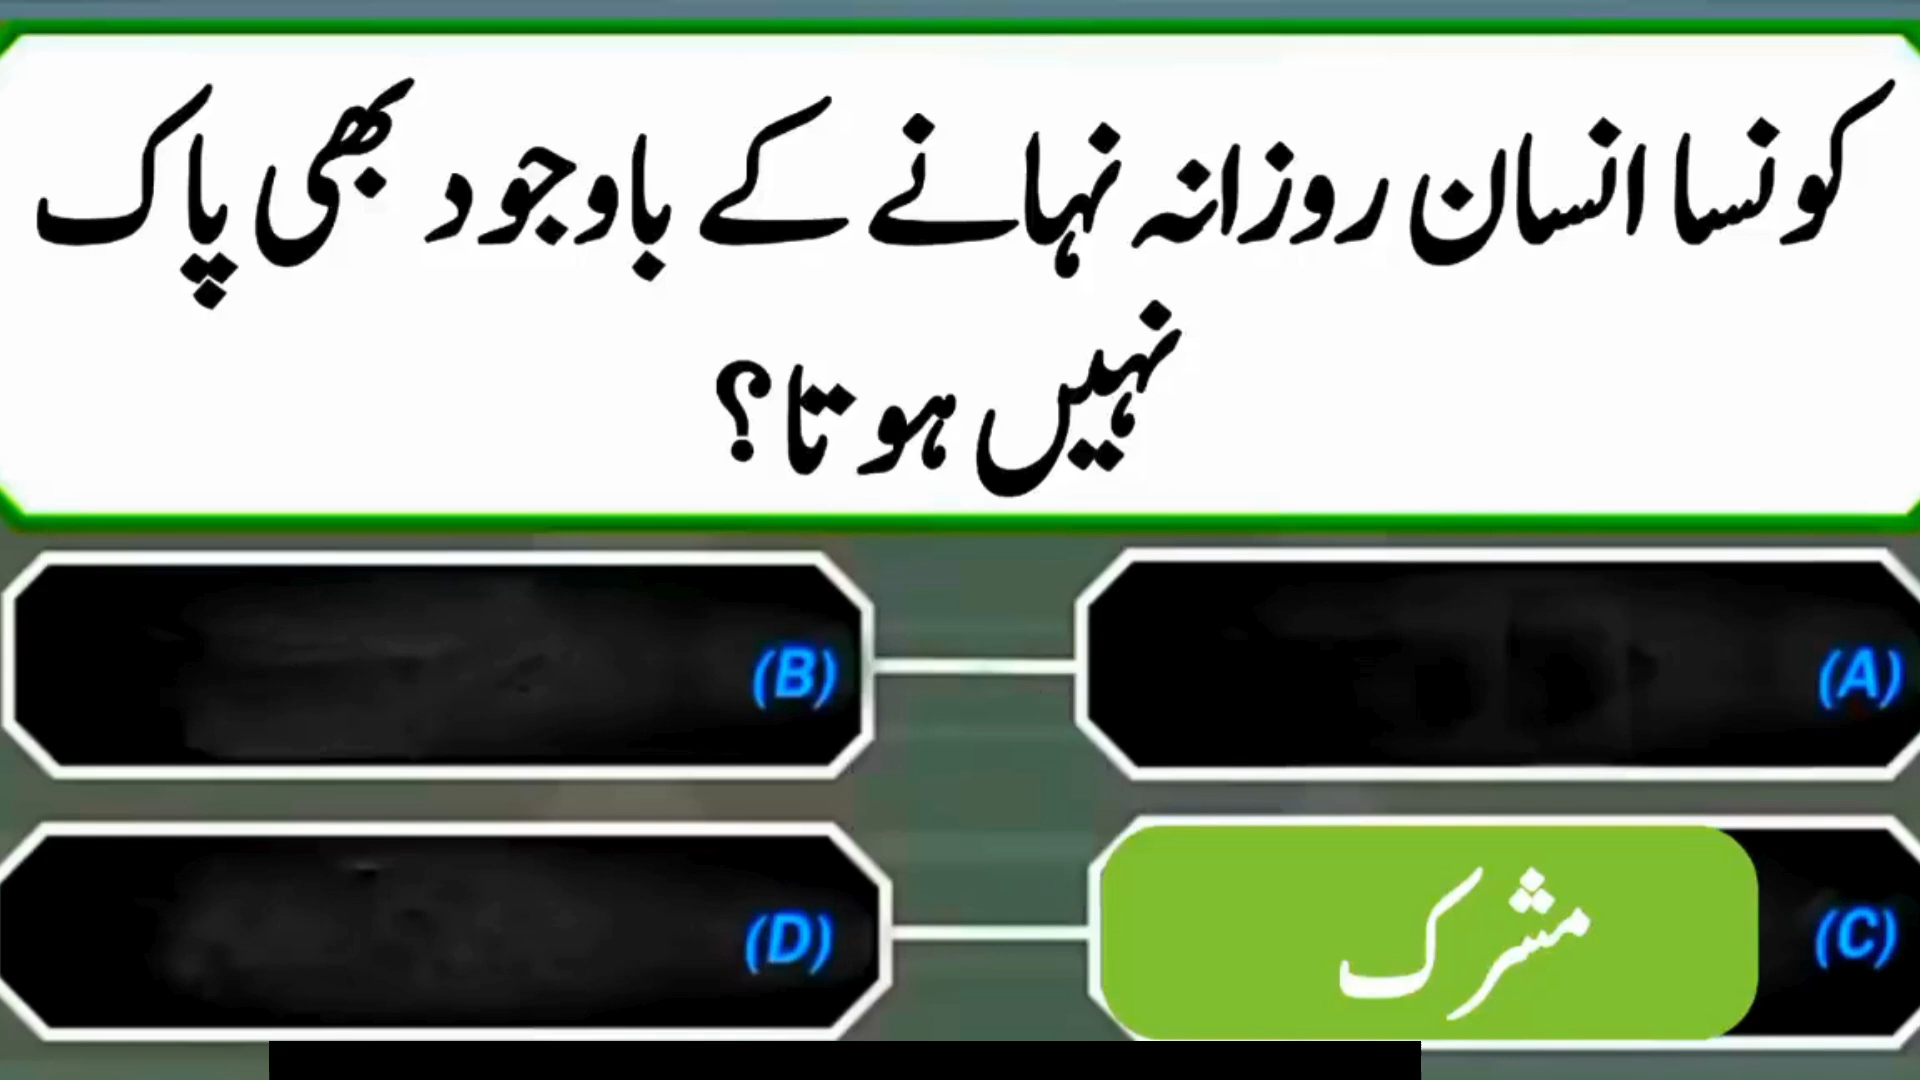 کونسا انسان روزانہ نہانے کے باوجود بھی پاک
نہیں ہوتا؟
(A)
(B)
(C) مشرک
(D)